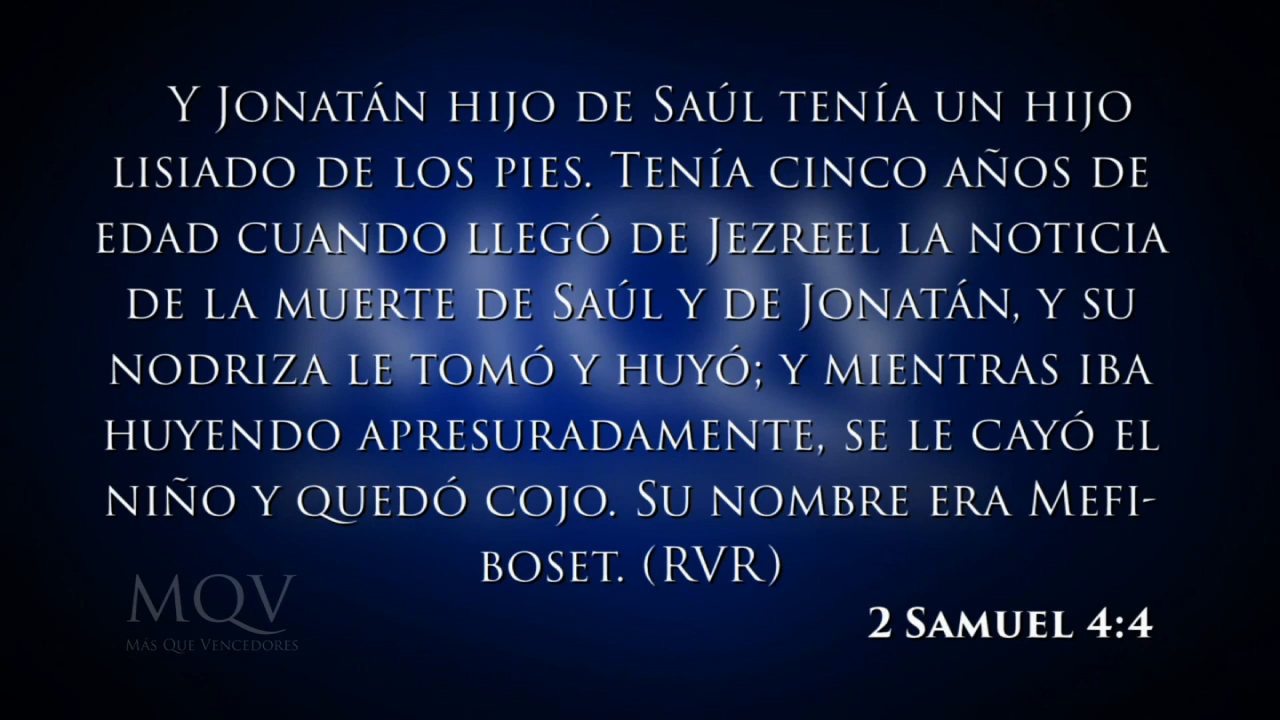 Y Jonatán hijo de Saúl tenía un hijo
lisiado de los pies. Tenía cinco años de
edad cuando llegó de Jezreel la noticia
de la muerte de Saúl y de Jonatán, y su
nodriza le tomó y huyó; y mientras iba
huyendo apresuradamente, se le cayó el
niño y quedó cojo. Su nombre era Mefi-
boset. (RVR)
2 Samuel 4:4
MQV
Más Que Vencedores